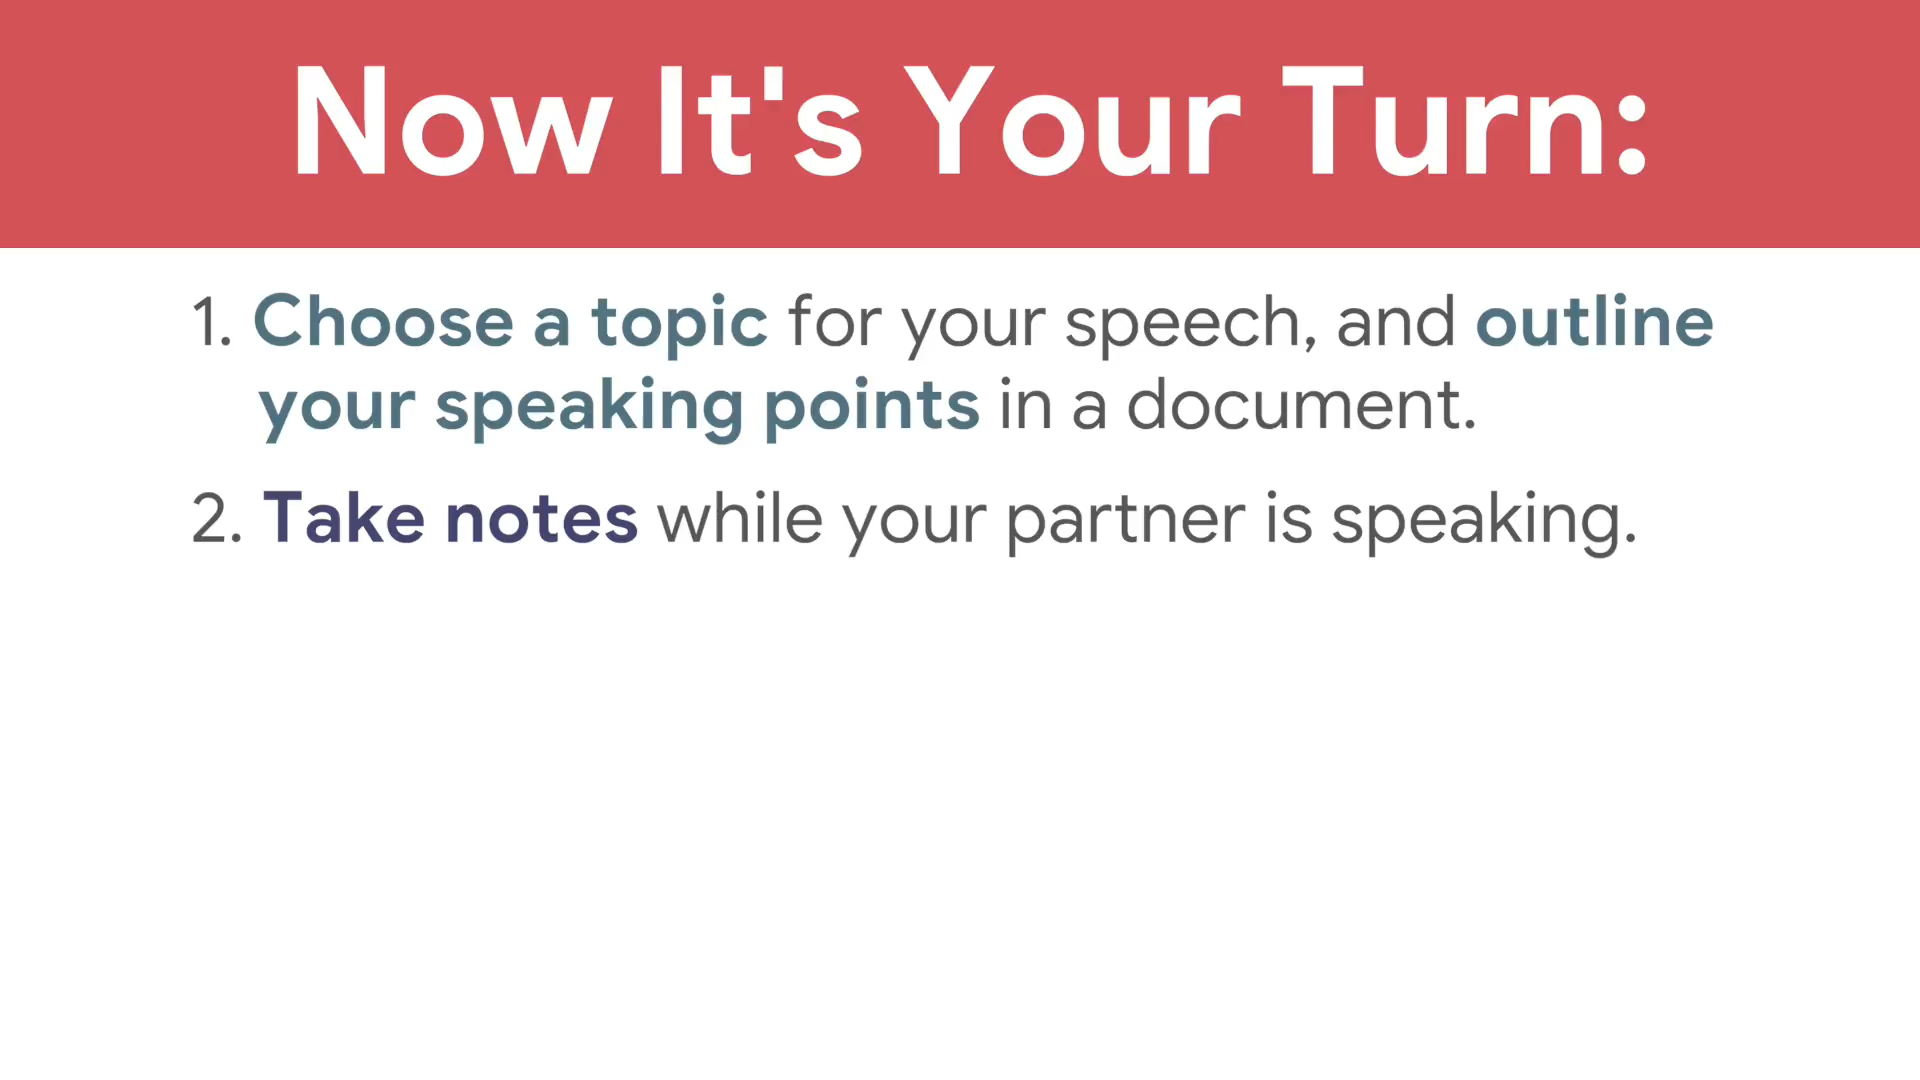 Now It's Your Turn:
1. Choose a topic for your speech, and outline
your speaking points in a document.
2. Take notes while your partner is speaking.